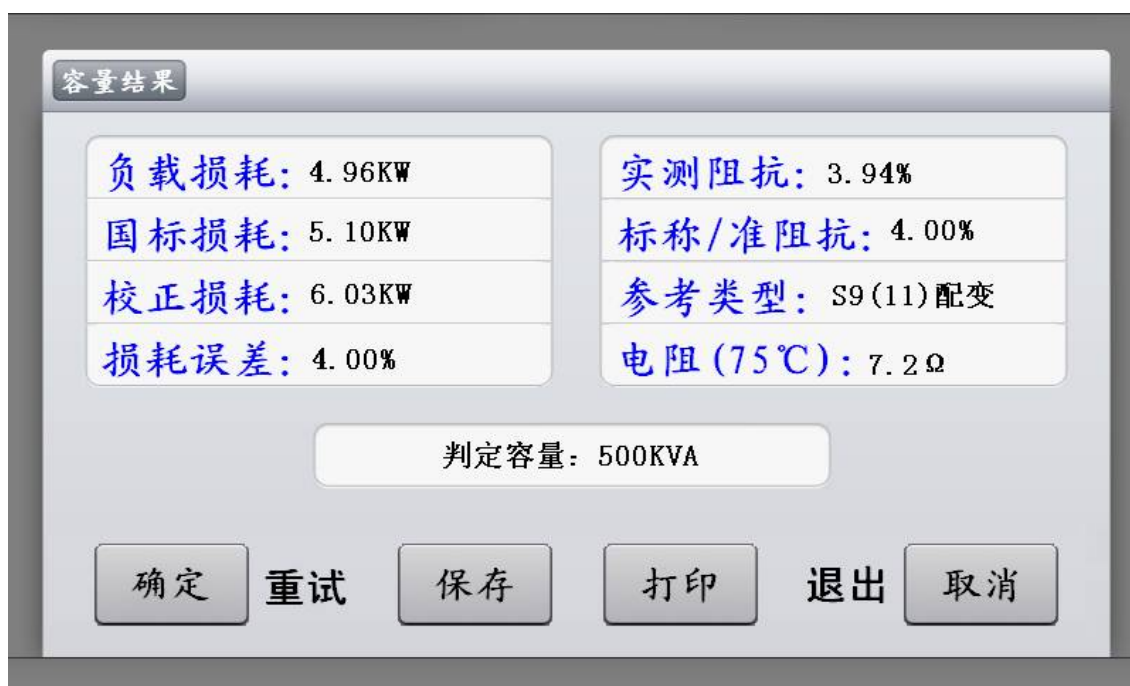 容量结果
负载损耗: 4.96KW
国标损耗: 5.10KW
校正损耗: 6.03KW
损耗误差: 4.00%
实测阻抗: 3.94%
标称/准阻抗: 4.00%
参考类型: S9(11)配变
电阻(75℃): 7.2Ω
判定容量: 500KVA
确定 重试 保存 打印 退出 取消